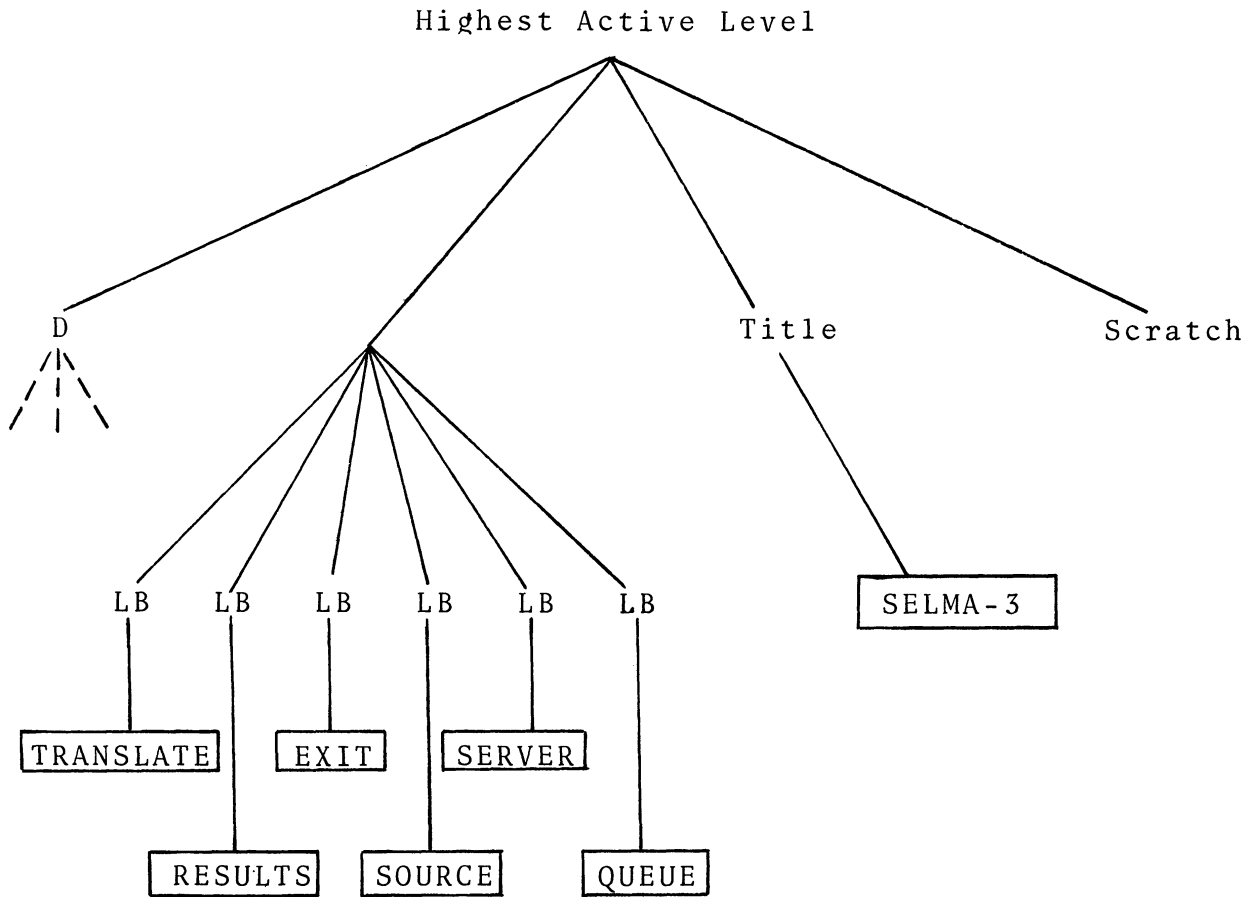 Highest Active Level
D
Title
Scratch
LB LB LB LB LB LB
SELMA-3
TRANSLATE
EXIT
SERVER
RESULTS
SOURCE
QUEUE